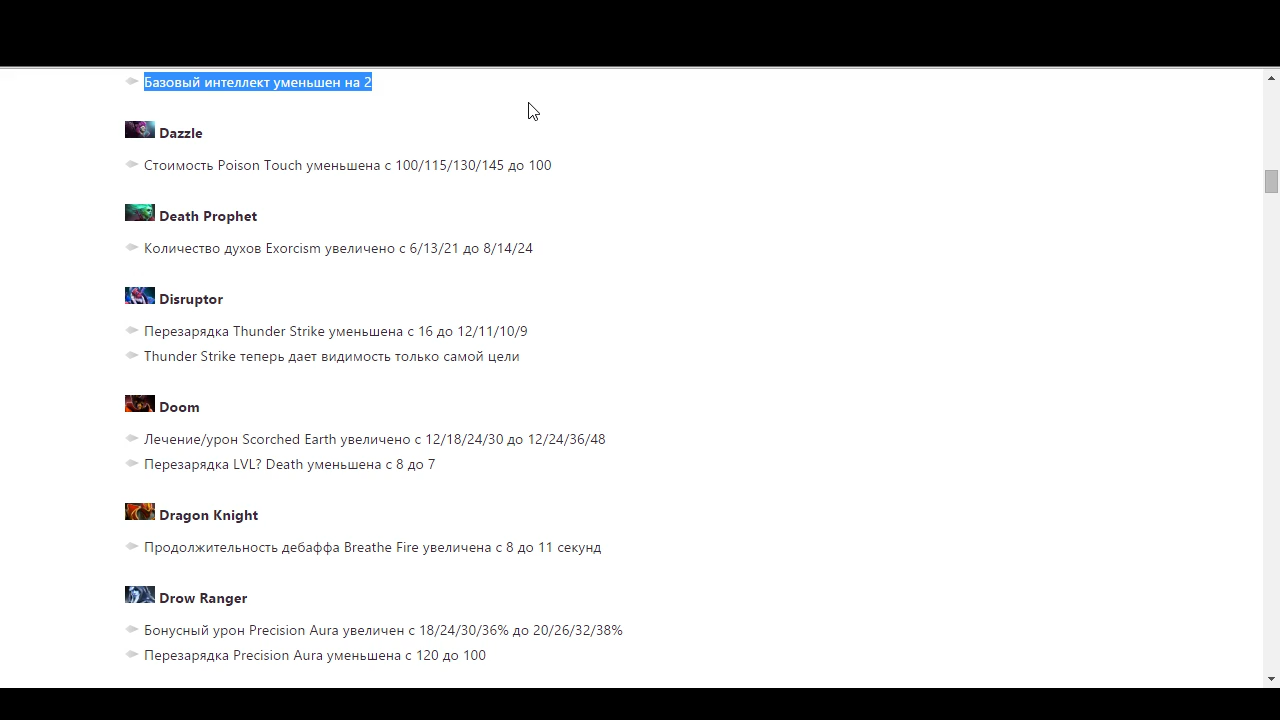 Базовый интеллект уменьшен на 2
Dazzle
Стоимость Poison Touch уменьшена с 100/115/130/145 до 100
Death Prophet
Количество духов Exorcism увеличено с 6/13/21 до 8/14/24
Disruptor
Перезарядка Thunder Strike уменьшена с 16 до 12/11/10/9
Thunder Strike теперь дает видимость только самой цели
Doom
Лечение/урон Scorched Earth увеличено с 12/18/24/30 до 12/24/36/48
Перезарядка LVL? Death уменьшена с 8 до 7
Dragon Knight
Продолжительность дебаффа Breathe Fire увеличена с 8 до 11 секунд
Drow Ranger
Бонусный урон Precision Aura увеличен с 18/24/30/36% до 20/26/32/38%
Перезарядка Precision Aura уменьшена с 120 до 100